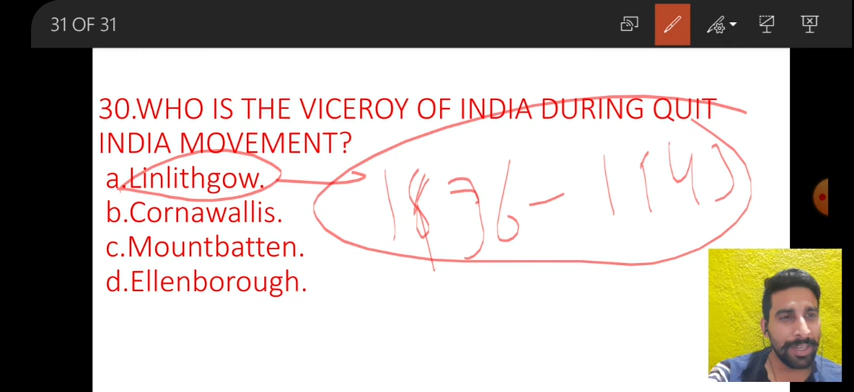 31 OF 31
30.WHO IS THE VICEROY OF INDIA DURING QUIT
INDIA MOVEMENT?
a.Linlithgow.
b.Cornawallis.
c.Mountbatten.
d.Ellenborough.